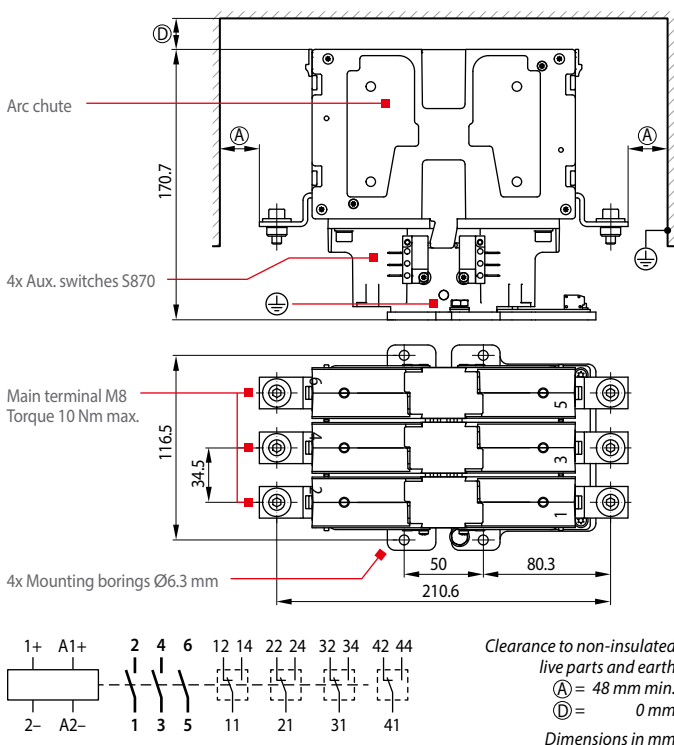 D
Arc chute
A
A
170.7
4x Aux. switches S870
Main terminal M8
Torque 10 Nm max.
116.5
34.5
6
4
2
5
3
1
4x Mounting borings Ø6.3 mm
50
80.3
210.6
1+ A1+ 2 4 6 12 14 22 24 32 34 42 44
2– A2– 1 3 5 11 21 31 41
Clearance to non-insulated
live parts and earth
A = 48 mm min.
D = 0 mm
Dimensions in mm